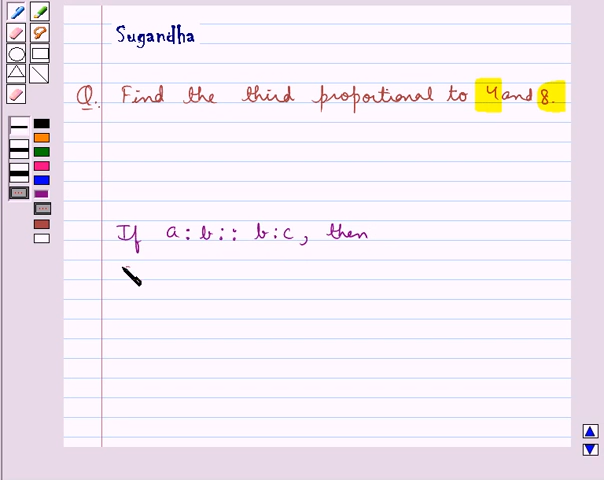 Sugandha
Q. Find the third proportional to 4 and 8.
If a : b : : b : c , then